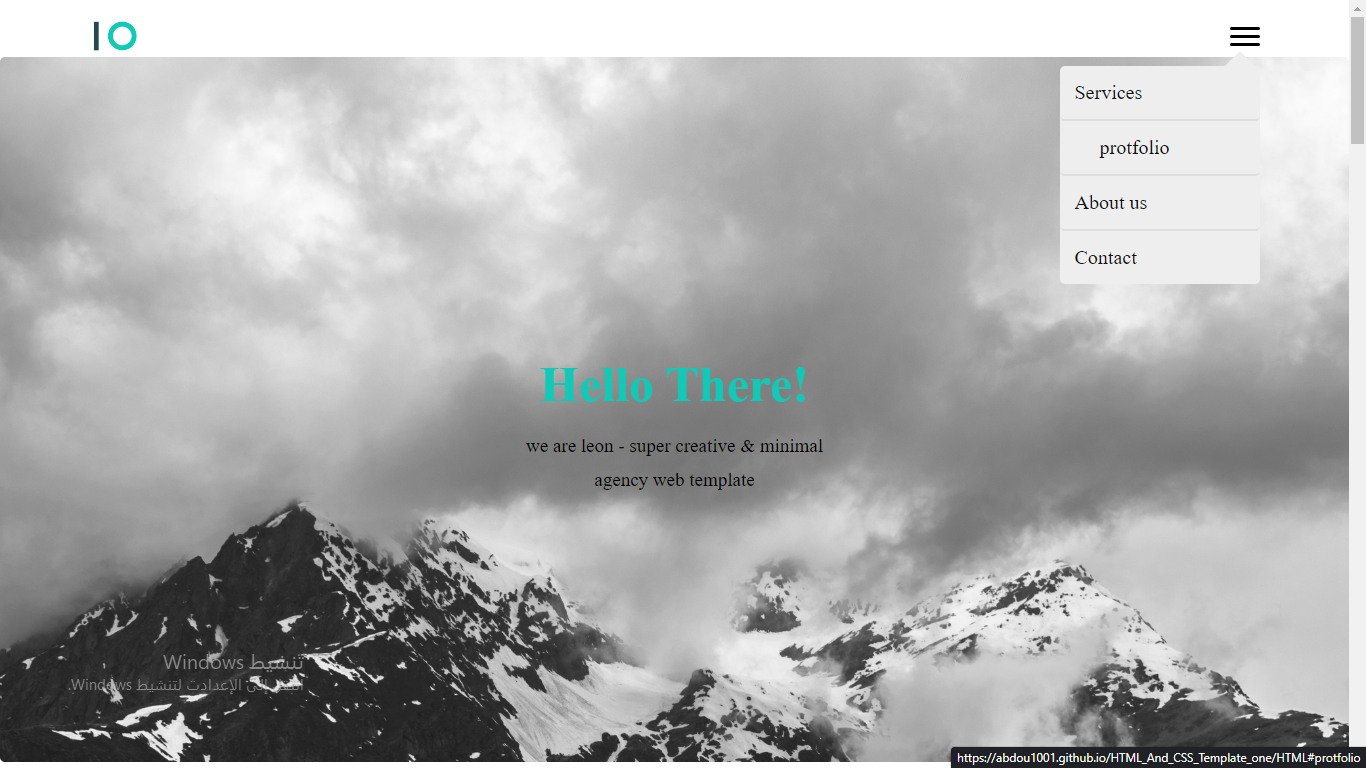 IO
Services
protfolio
About us
Contact
Hello There!
we are leon - super creative & minimal
agency web template
تنشيط Windows
انتقل إلى الإعدادت لتنشيط Windows.
https://abdou1001.github.io/HTML_And_CSS_Template_one/HTML#protfolio